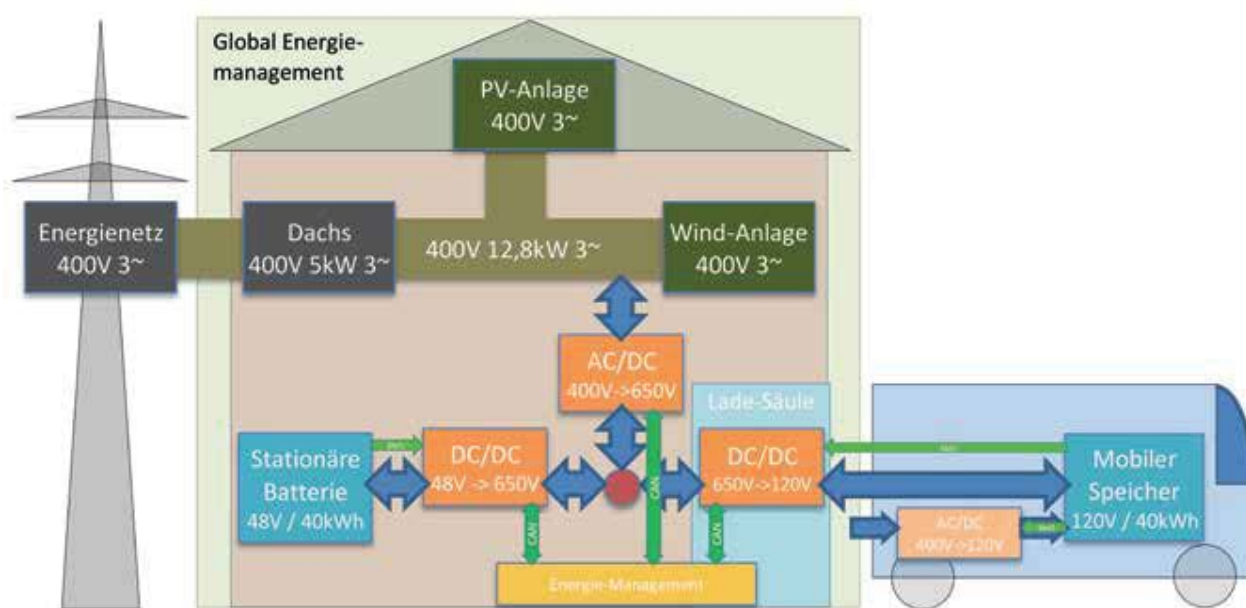 Global Energie-
management
PV-Anlage
400V 3~
Energienetz
400V 3~
Dachs
400V 5kW 3~
400V 12,8kW 3~
Wind-Anlage
400V 3~
AC/DC
400V->650V
Lade-Säule
Stationäre
Batterie
48V / 40kWh
DC/DC
48V -> 650V
CAN
DC/DC
650V->120V
Mobiler
Speicher
120V / 40kWh
AC/DC
400V->120V
CAN
CAN
Energie-Management